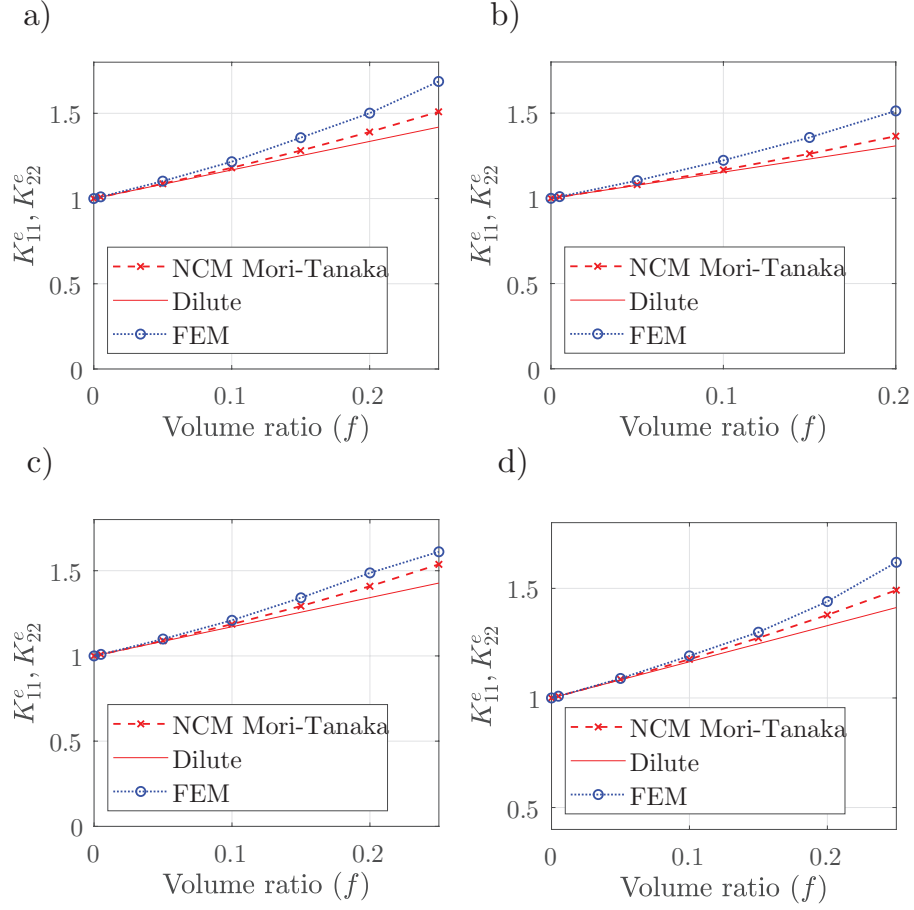 a)
K^e_11, K^e_22
1.5
1
0.5
0
NCM Mori-Tanaka
Dilute
FEM
0 0.1 0.2
Volume ratio (f)
b)
K^e_11, K^e_22
1.5
1
0.5
0
NCM Mori-Tanaka
Dilute
FEM
0 0.1 0.2
Volume ratio (f)
c)
K^e_11, K^e_22
1.5
1
0.5
0
NCM Mori-Tanaka
Dilute
FEM
0 0.1 0.2
Volume ratio (f)
d)
K^e_11, K^e_22
1.5
1
0.5
NCM Mori-Tanaka
Dilute
FEM
0 0.1 0.2
Volume ratio (f)